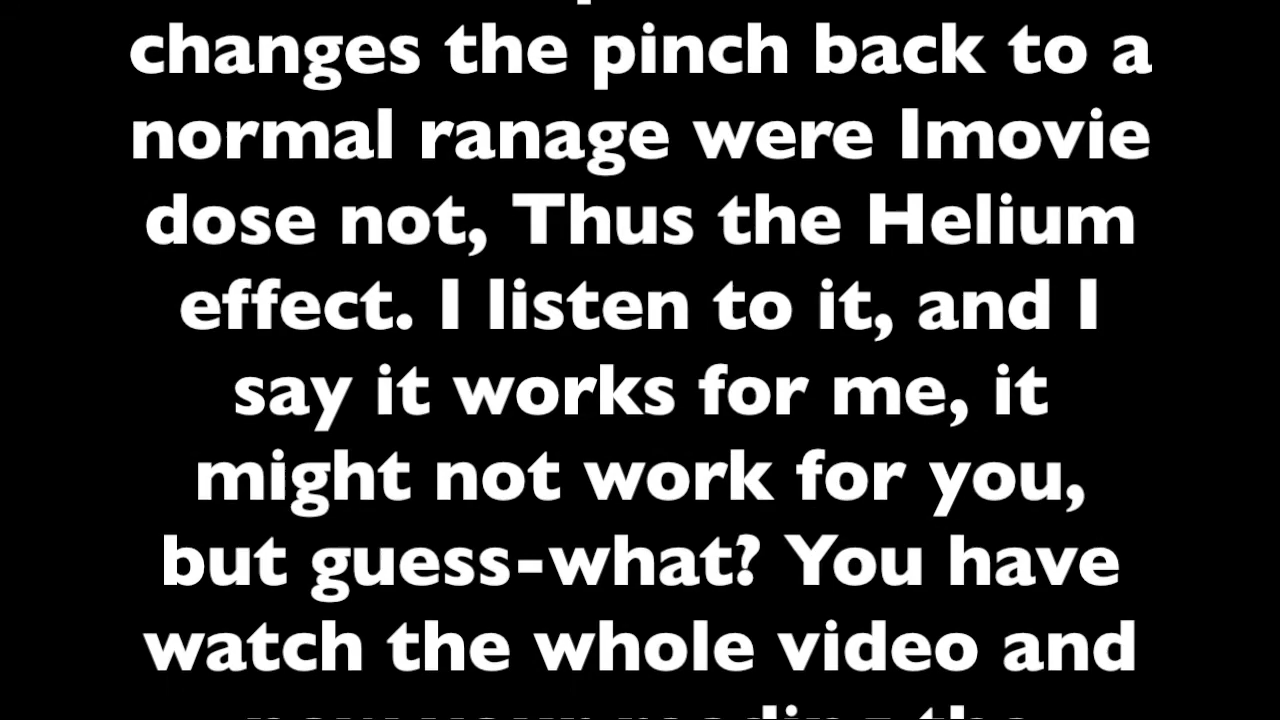 changes the pinch back to a
normal ranage were Imovie
dose not, Thus the Helium
effect. I listen to it, and I
say it works for me, it
might not work for you,
but guess-what? You have
watch the whole video and